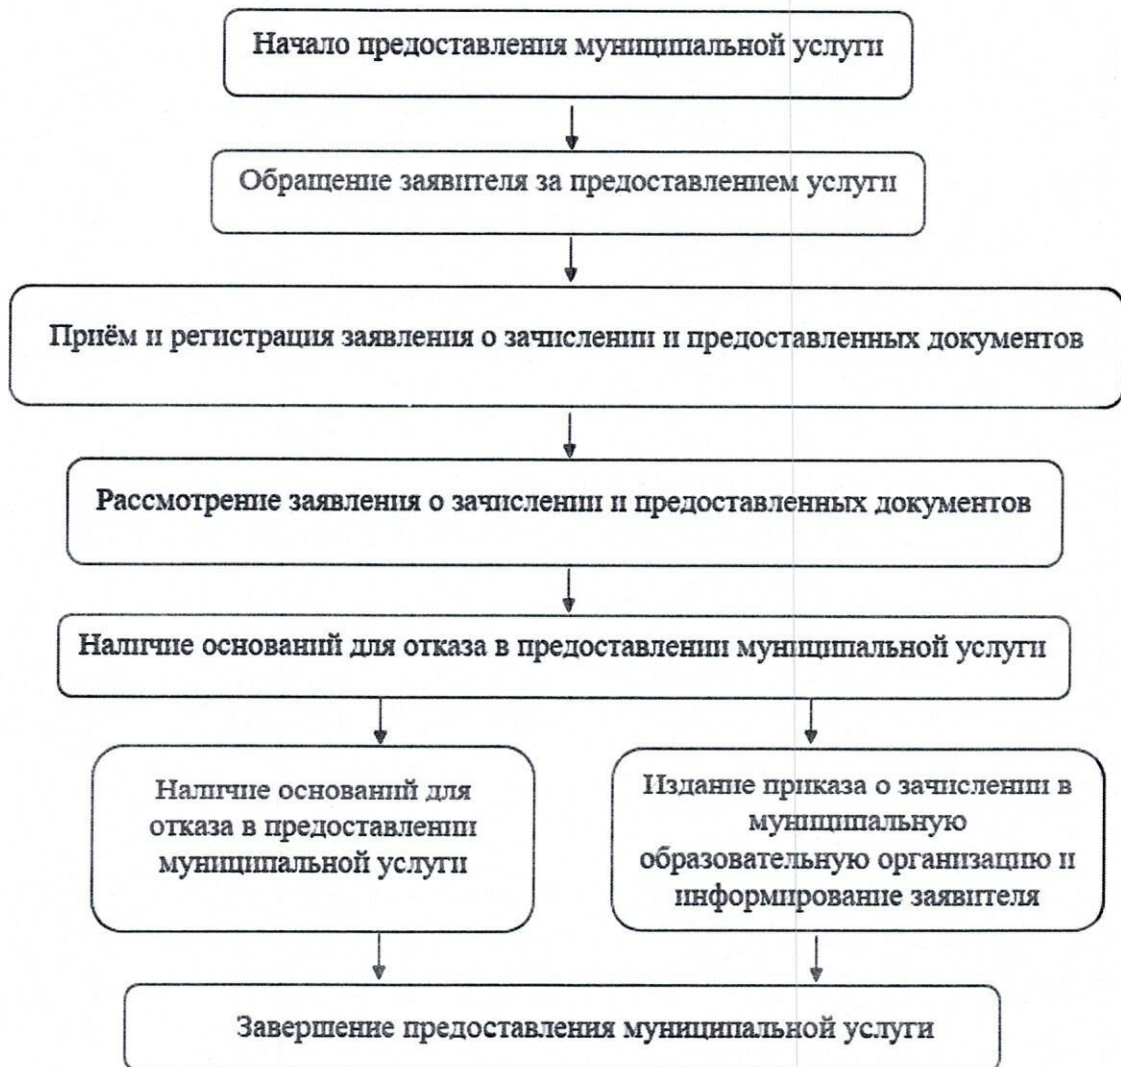 Начало предоставления муниципальной услуги
Обращение заявителя за предоставлением услуги
Приём и регистрация заявления о зачислении и предоставленных документов
Рассмотрение заявления о зачислении и предоставленных документов
Наличие оснований для отказа в предоставлении муниципальной услуги
Наличие оснований для
отказа в предоставлении
муниципальной услуги
Издание приказа о зачислении в
муниципальную
образовательную организацию и
информирование заявителя
Завершение предоставления муниципальной услуги